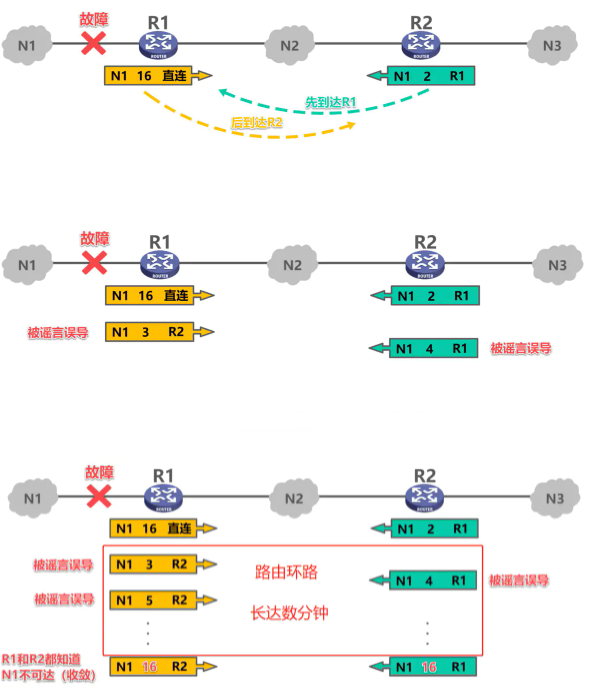 故障
R1
R2
N1
N2
N3
ROUTER
ROUTER
N1 16 直连
N1 2 R1
先到达R1
后到达R2
故障
R1
R2
N1
N2
N3
ROUTER
ROUTER
N1 16 直连
N1 2 R1
被谣言误导
N1 3 R2
N1 4 R1
被谣言误导
故障
R1
R2
N1
N2
N3
ROUTER
ROUTER
N1 16 直连
N1 2 R1
被谣言误导
N1 3 R2
路由环路
N1 4 R1
被谣言误导
被谣言误导
N1 5 R2
长达数分钟
R1和R2都知道
N1不可达（收敛）
N1 16 R2
N1 16 R1